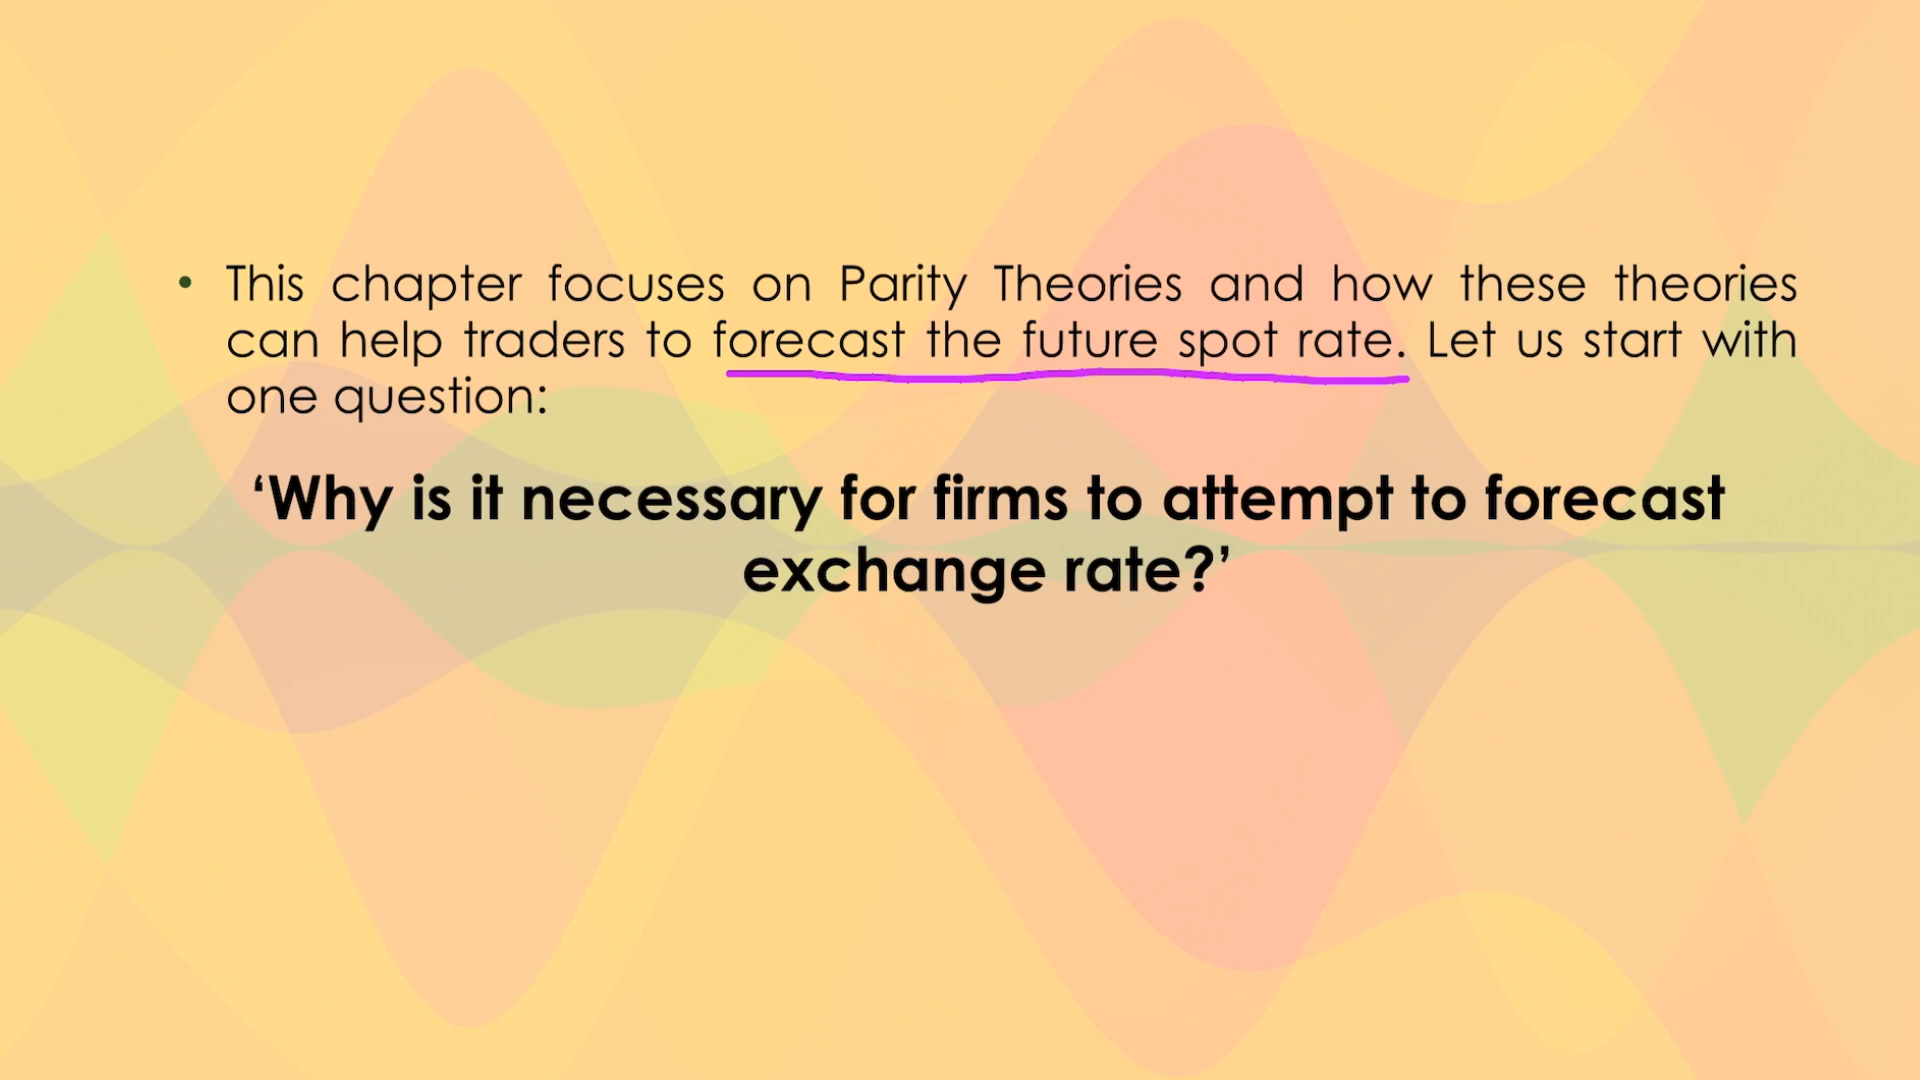 • This chapter focuses on Parity Theories and how these theories
can help traders to forecast the future spot rate. Let us start with
one question:
‘Why is it necessary for firms to attempt to forecast
exchange rate?’